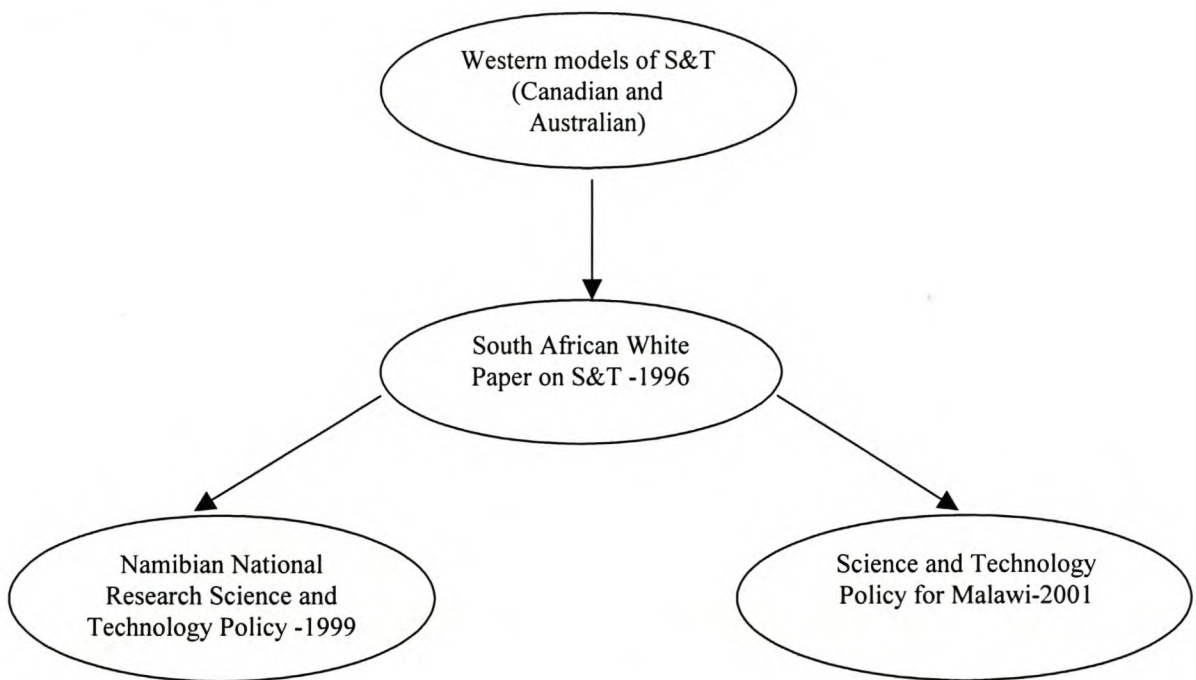 Western models of S&T
(Canadian and
Australian)
South African White
Paper on S&T -1996
Namibian National
Research Science and
Technology Policy -1999
Science and Technology
Policy for Malawi-2001